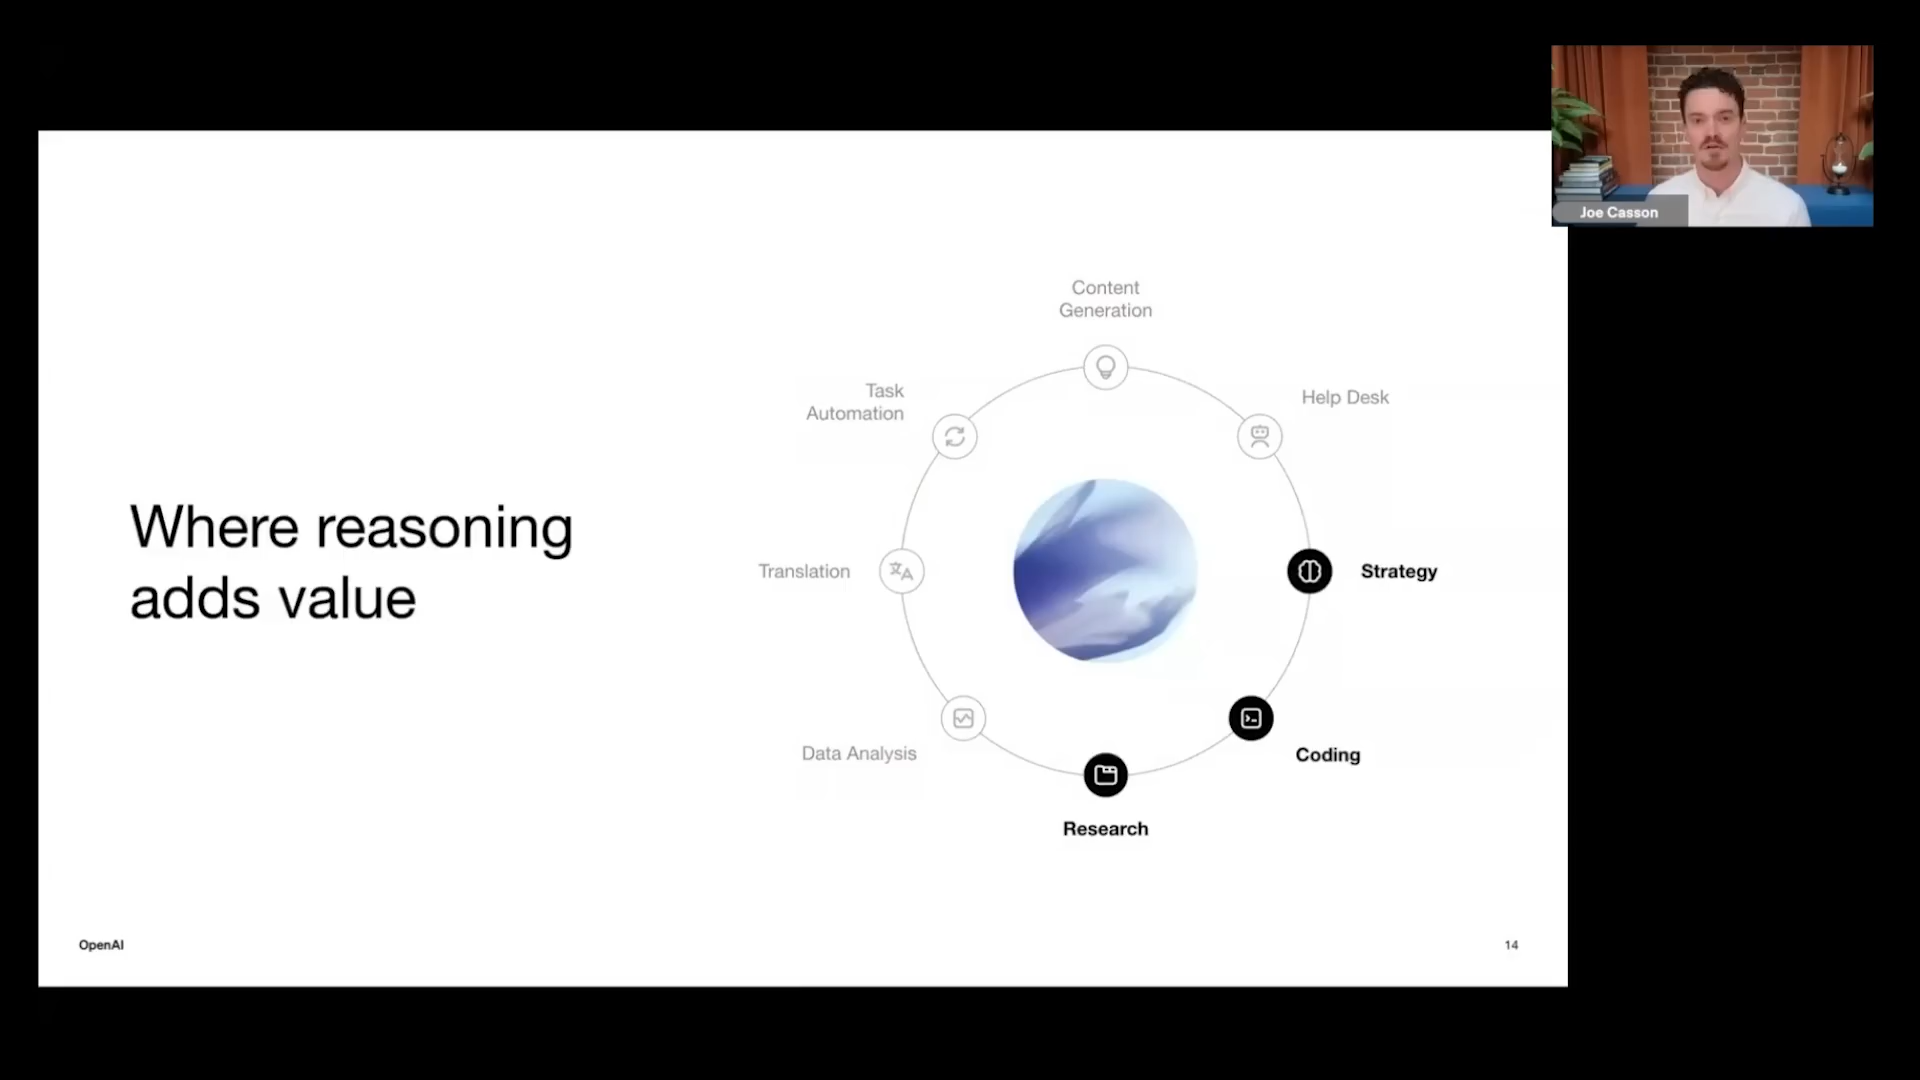 Joe Casson
Content
Generation
Task
Automation
Help Desk
Where reasoning
adds value
Translation
Strategy
Data Analysis
Coding
Research
OpenAI
14